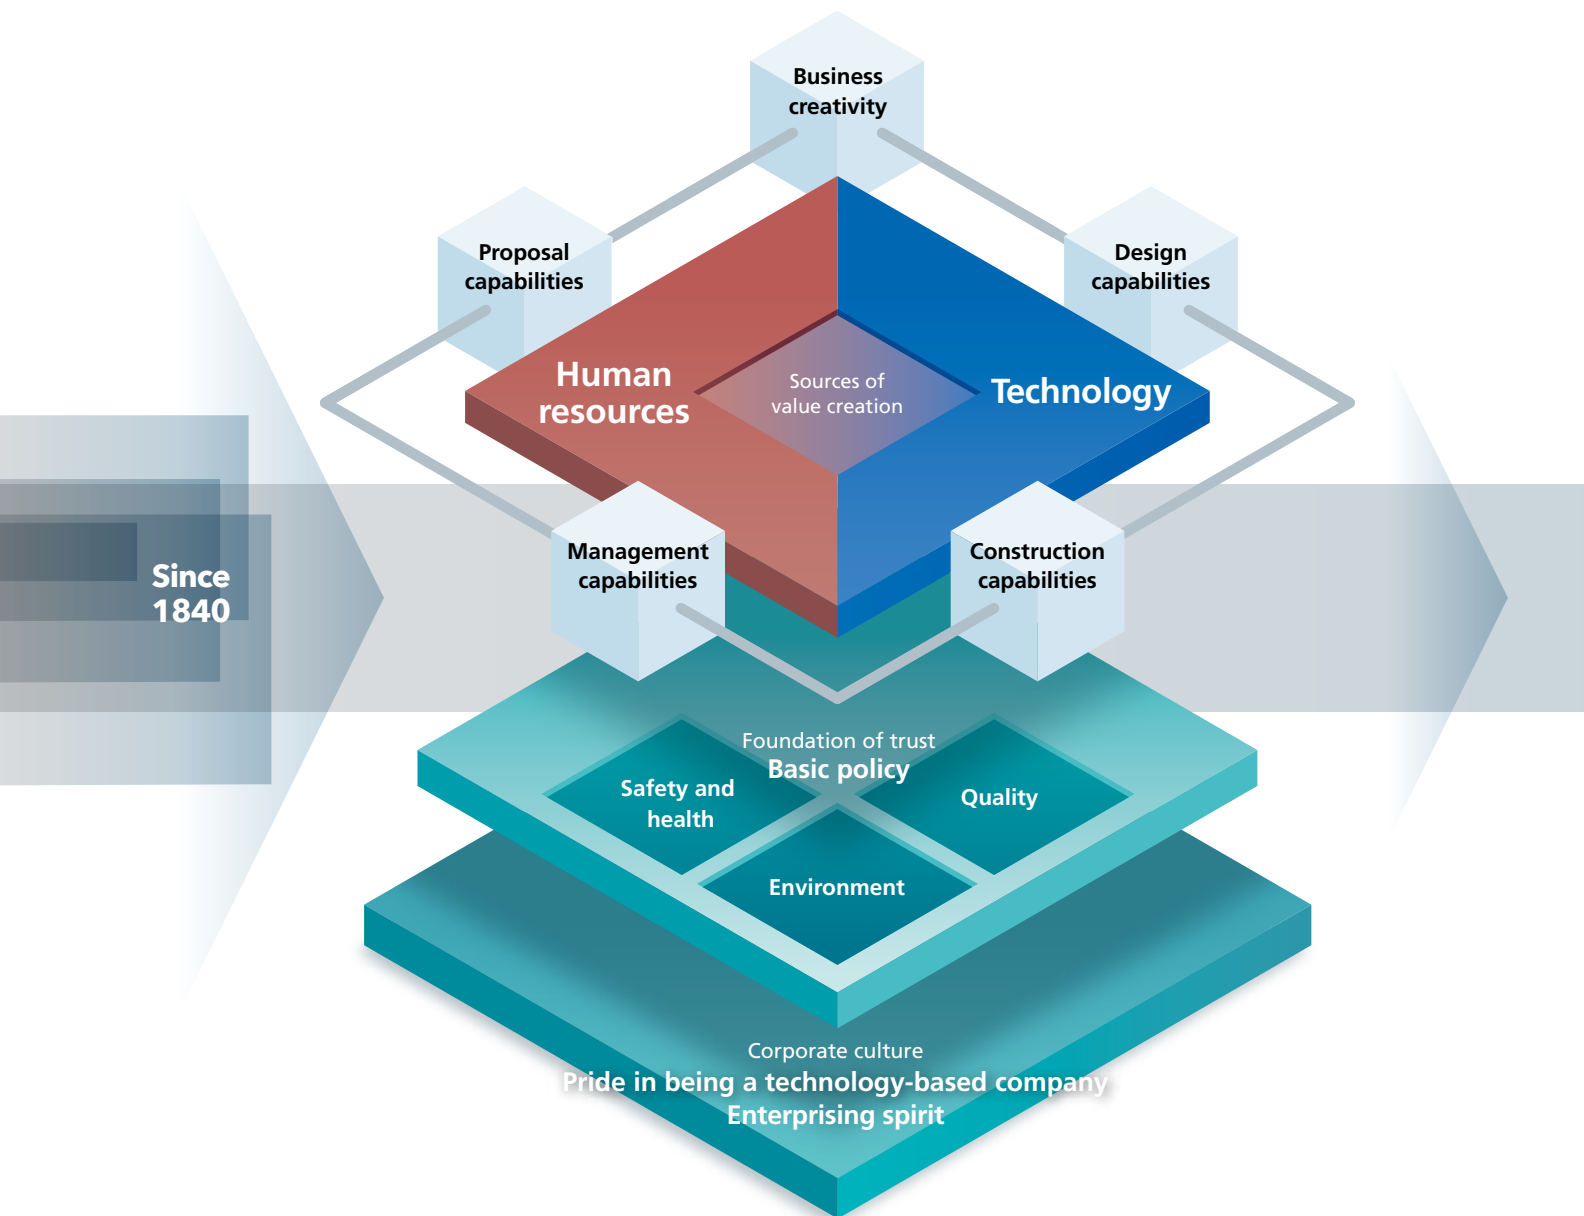 Business
creativity
Proposal
capabilities
Design
capabilities
Human
resources
Sources of
value creation
Technology
Management
capabilities
Construction
capabilities
Since
1840
Foundation of trust
Basic policy
Safety and
health
Quality
Environment
Corporate culture
Pride in being a technology-based company
Enterprising spirit